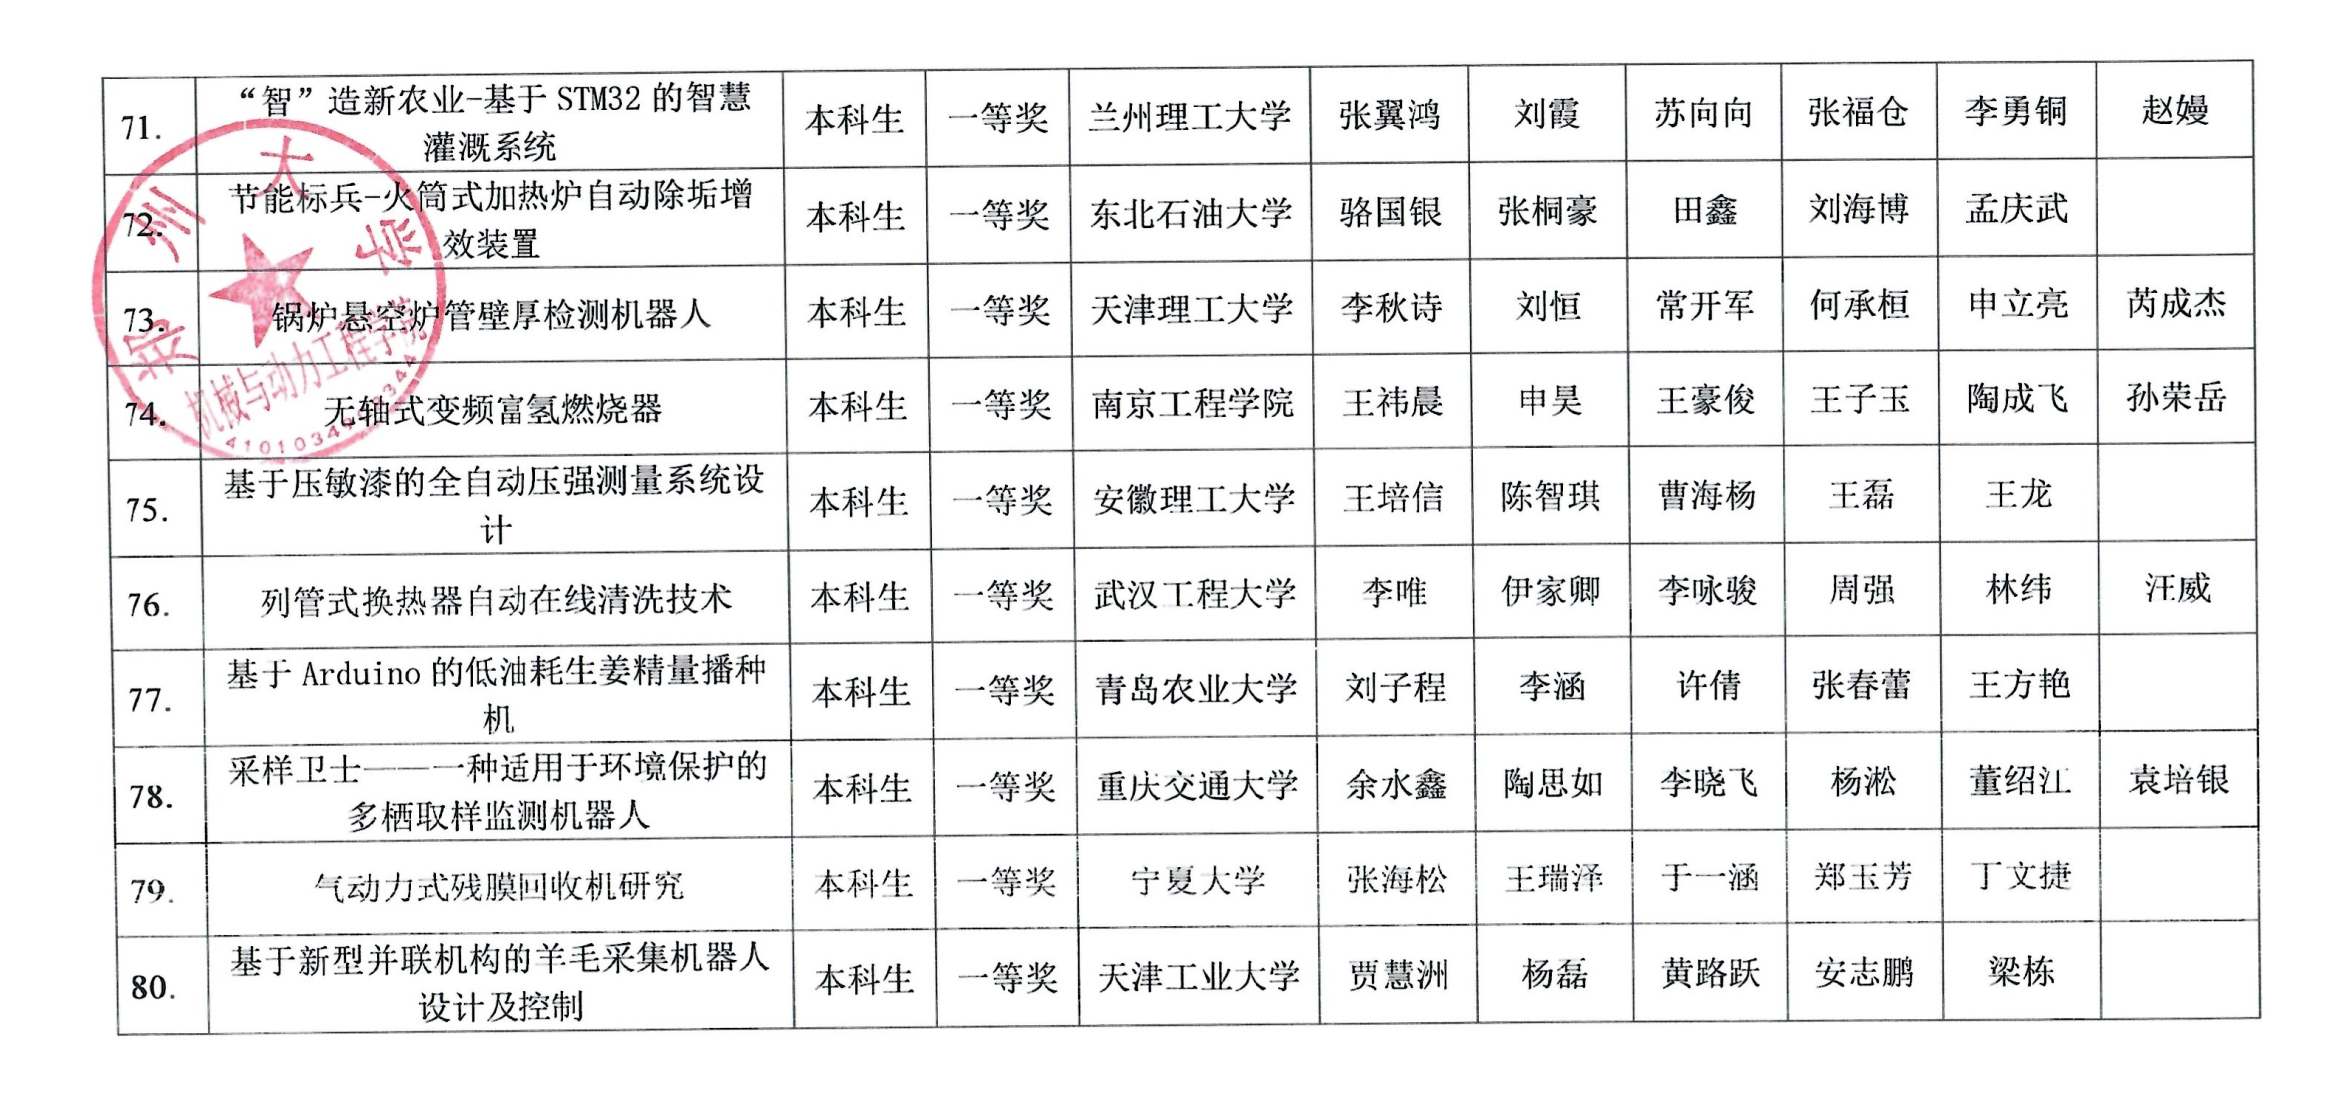 71. “智”造新农业-基于 STM32 的智慧
灌溉系统 本科生 一等奖 兰州理工大学 张翼鸿 刘霞 苏向向 张福仓 李勇铜 赵嫚
72. 节能标兵-火筒式加热炉自动除垢增
效装置 本科生 一等奖 东北石油大学 骆国银 张桐豪 田鑫 刘海博 孟庆武
73. 锅炉悬空炉管壁厚检测机器人 本科生 一等奖 天津理工大学 李秋诗 刘恒 常开军 何承桓 申立亮 芮成杰
74. 无轴式变频富氢燃烧器 本科生 一等奖 南京工程学院 王祎晨 申昊 王豪俊 王子玉 陶成飞 孙荣岳
75. 基于压敏漆的全自动压强测量系统设
计 本科生 一等奖 安徽理工大学 王培信 陈智琪 曹海杨 王磊 王龙
76. 列管式换热器自动在线清洗技术 本科生 一等奖 武汉工程大学 李唯 伊家卿 李咏骏 周强 林纬 汪威
77. 基于 Arduino 的低油耗生姜精量播种
机 本科生 一等奖 青岛农业大学 刘子程 李涵 许倩 张春蕾 王方艳
78. 采样卫士——一种适用于环境保护的
多栖取样监测机器人 本科生 一等奖 重庆交通大学 余水鑫 陶思如 李晓飞 杨淞 董绍江 袁培银
79. 气动力式残膜回收机研究 本科生 一等奖 宁夏大学 张海松 王瑞泽 于一涵 郑玉芳 丁文捷
80. 基于新型并联机构的羊毛采集机器人
设计及控制 本科生 一等奖 天津工业大学 贾慧洲 杨磊 黄路跃 安志鹏 梁栋
郑州大学
机械与动力工程学院